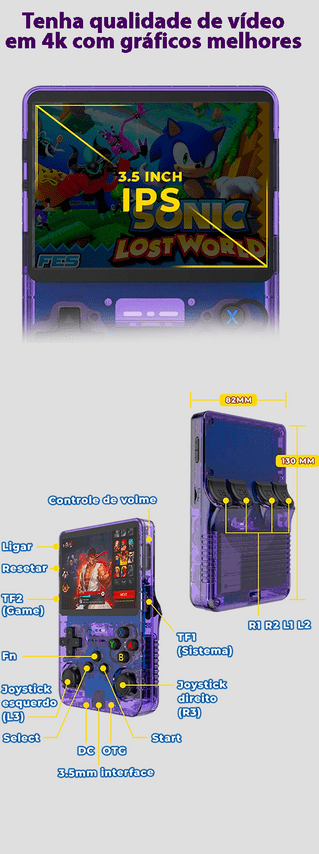 Tenha qualidade de vídeo
em 4k com gráficos melhores
3.5 INCH
IPS
SONIC
LOST WORLD
FES
X
82MM
130 MM
Controle de volme
Ligar
Resetar
TF2
(Game)
R1 R2 L1 L2
TF1
(Sistema)
Fn
B
Joystick
esquerdo
(L3)
Joystick
direito
(R3)
Select
Start
DC
OTG
3.5mm interface